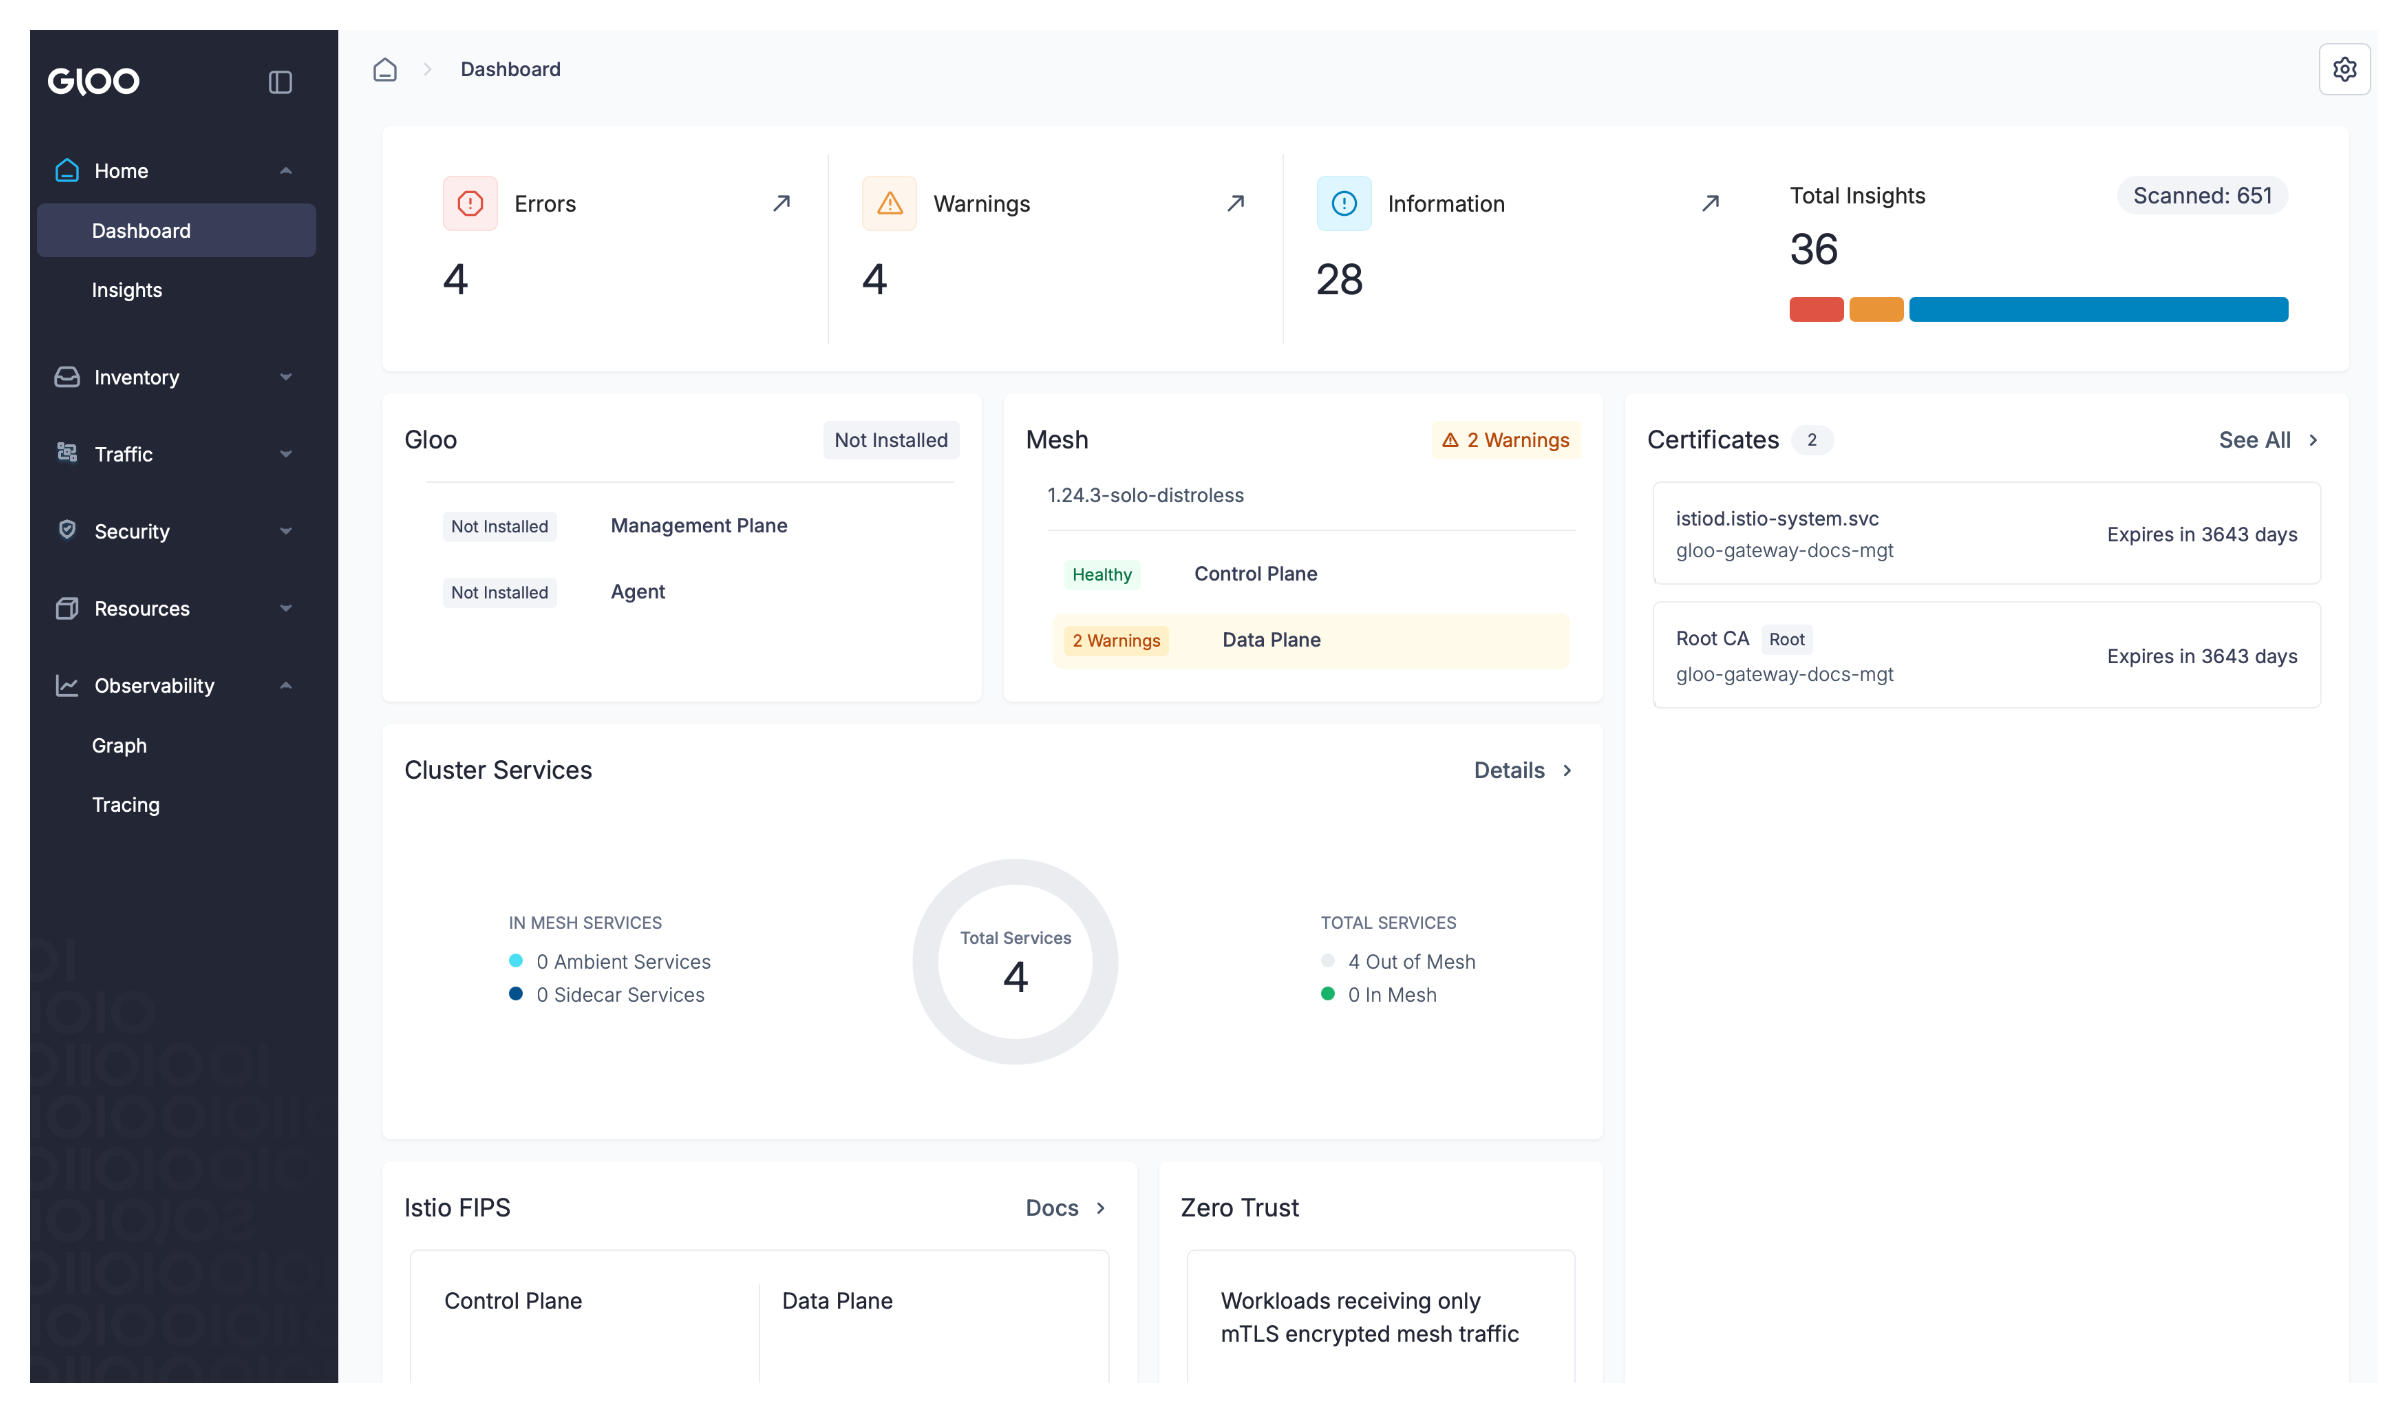 GLOO
Home
Dashboard
Insights
Inventory
Traffic
Security
Resources
Observability
Graph
Tracing
Dashboard
Errors
4
Warnings
4
Information
28
Total Insights
Scanned: 651
36
Gloo
Not Installed
Not Installed
Management Plane
Not Installed
Agent
Mesh
2 Warnings
1.24.3-solo-distroless
Healthy
Control Plane
2 Warnings
Data Plane
Certificates 2
See All
istiod.istio-system.svc
gloo-gateway-docs-mgt
Expires in 3643 days
Root CA Root
gloo-gateway-docs-mgt
Expires in 3643 days
Cluster Services
Details
IN MESH SERVICES
0 Ambient Services
0 Sidecar Services
Total Services
4
TOTAL SERVICES
4 Out of Mesh
0 In Mesh
Istio FIPS
Docs
Control Plane
Data Plane
Zero Trust
Workloads receiving only
mTLS encrypted mesh traffic